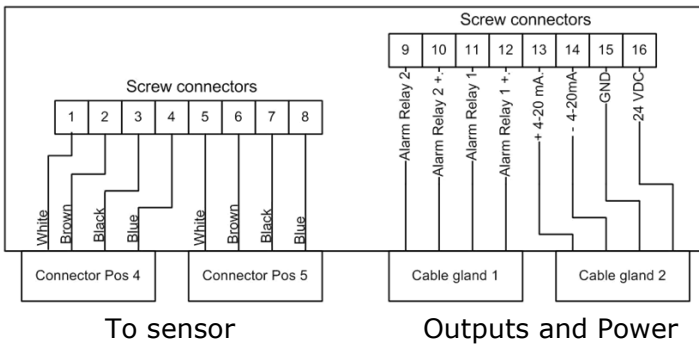 Screw connectors
9 10 11 12 13 14 15 16
Alarm Relay 2-
Alarm Relay 2 +.
Alarm Relay 1-
Alarm Relay 1 +.
+ 4-20 mA.
- 4-20mA
GND
24 VDC
Screw connectors
1 2 3 4 5 6 7 8
White
Brown
Black
Blue
White
Brown
Black
Blue
Connector Pos 4
Connector Pos 5
Cable gland 1
Cable gland 2
To sensor
Outputs and Power